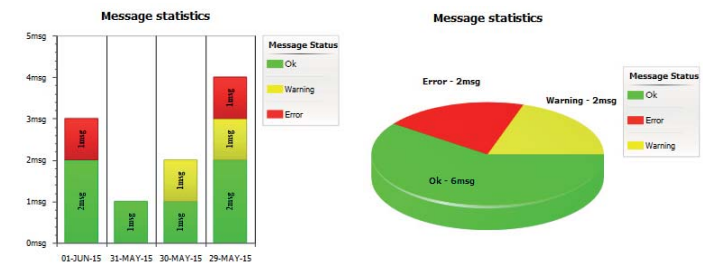 Message statistics
5msg
4msg
3msg
2msg
1msg
0msg
1msg
2msg
1msg
1msg
1msg
1msg
1msg
2msg
01-JUN-15 31-MAY-15 30-MAY-15 29-MAY-15
Message Status
Ok
Warning
Error
Message statistics
Error - 2msg
Warning - 2msg
Ok - 6msg
Message Status
Ok
Error
Warning